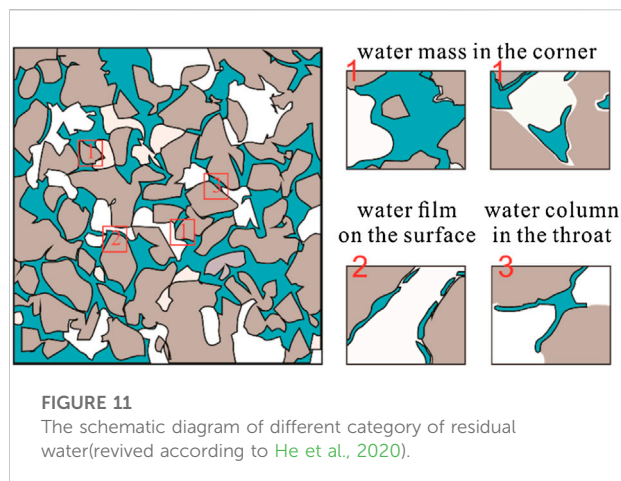 water mass in the corner
1
1
1
3
2
1
water film
on the surface
water column
in the throat
2
3
FIGURE 11
The schematic diagram of different category of residual
water(revived according to He et al., 2020).